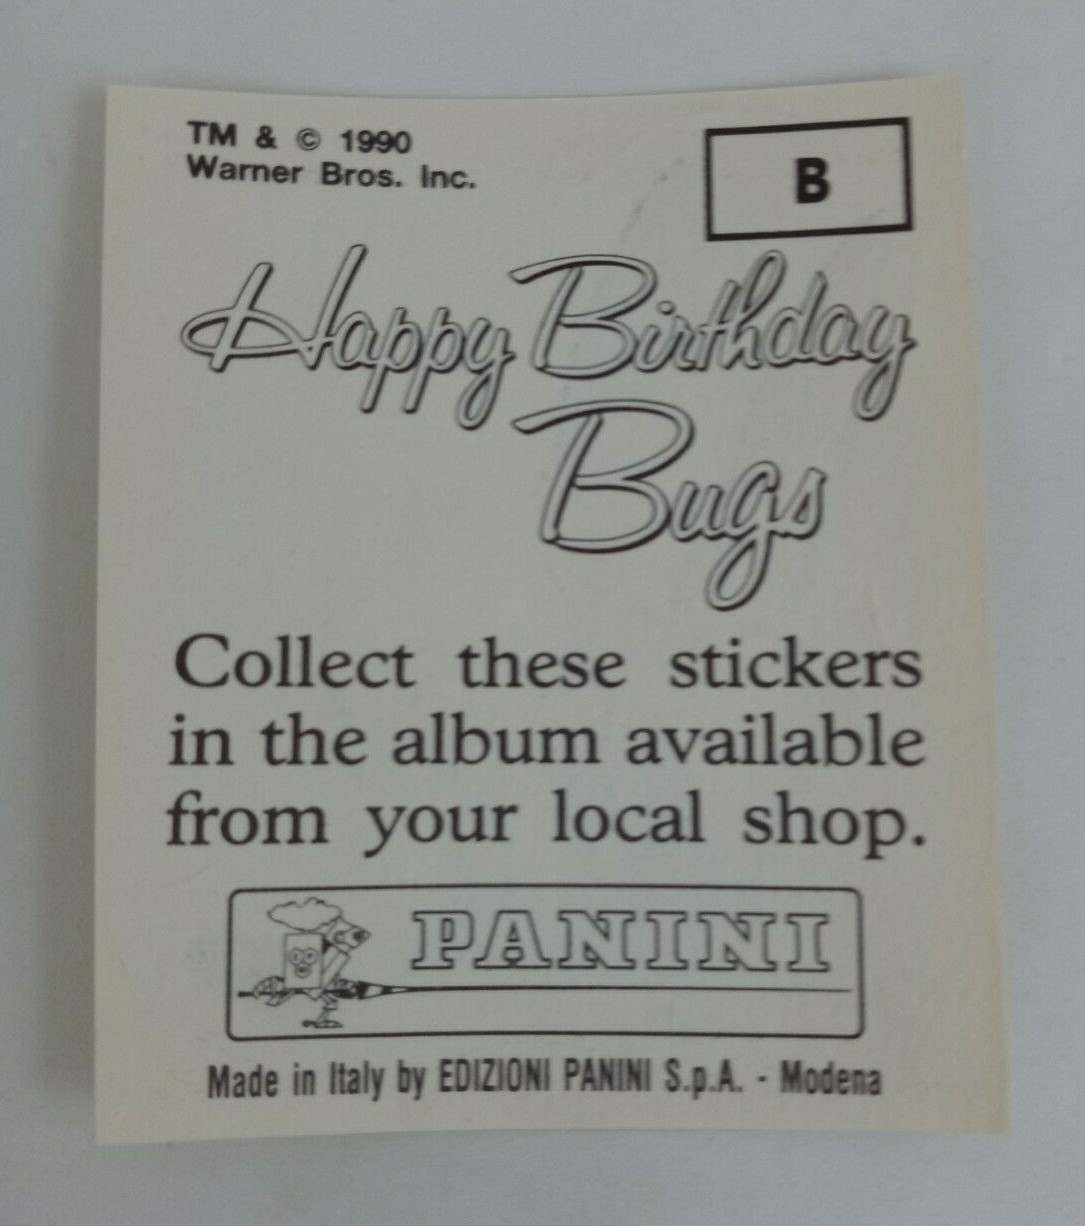 TM & © 1990
Warner Bros. Inc.
B
Happy Birthday
Bugs
Collect these stickers
in the album available
from your local shop.
PANINI
Made in Italy by EDIZIONI PANINI S.p.A. - Modena